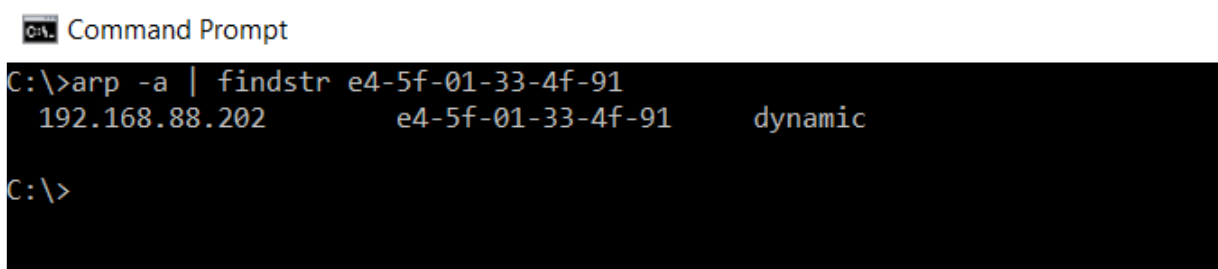 Command Prompt
C:\>arp -a | findstr e4-5f-01-33-4f-91
192.168.88.202 e4-5f-01-33-4f-91 dynamic
C:\>